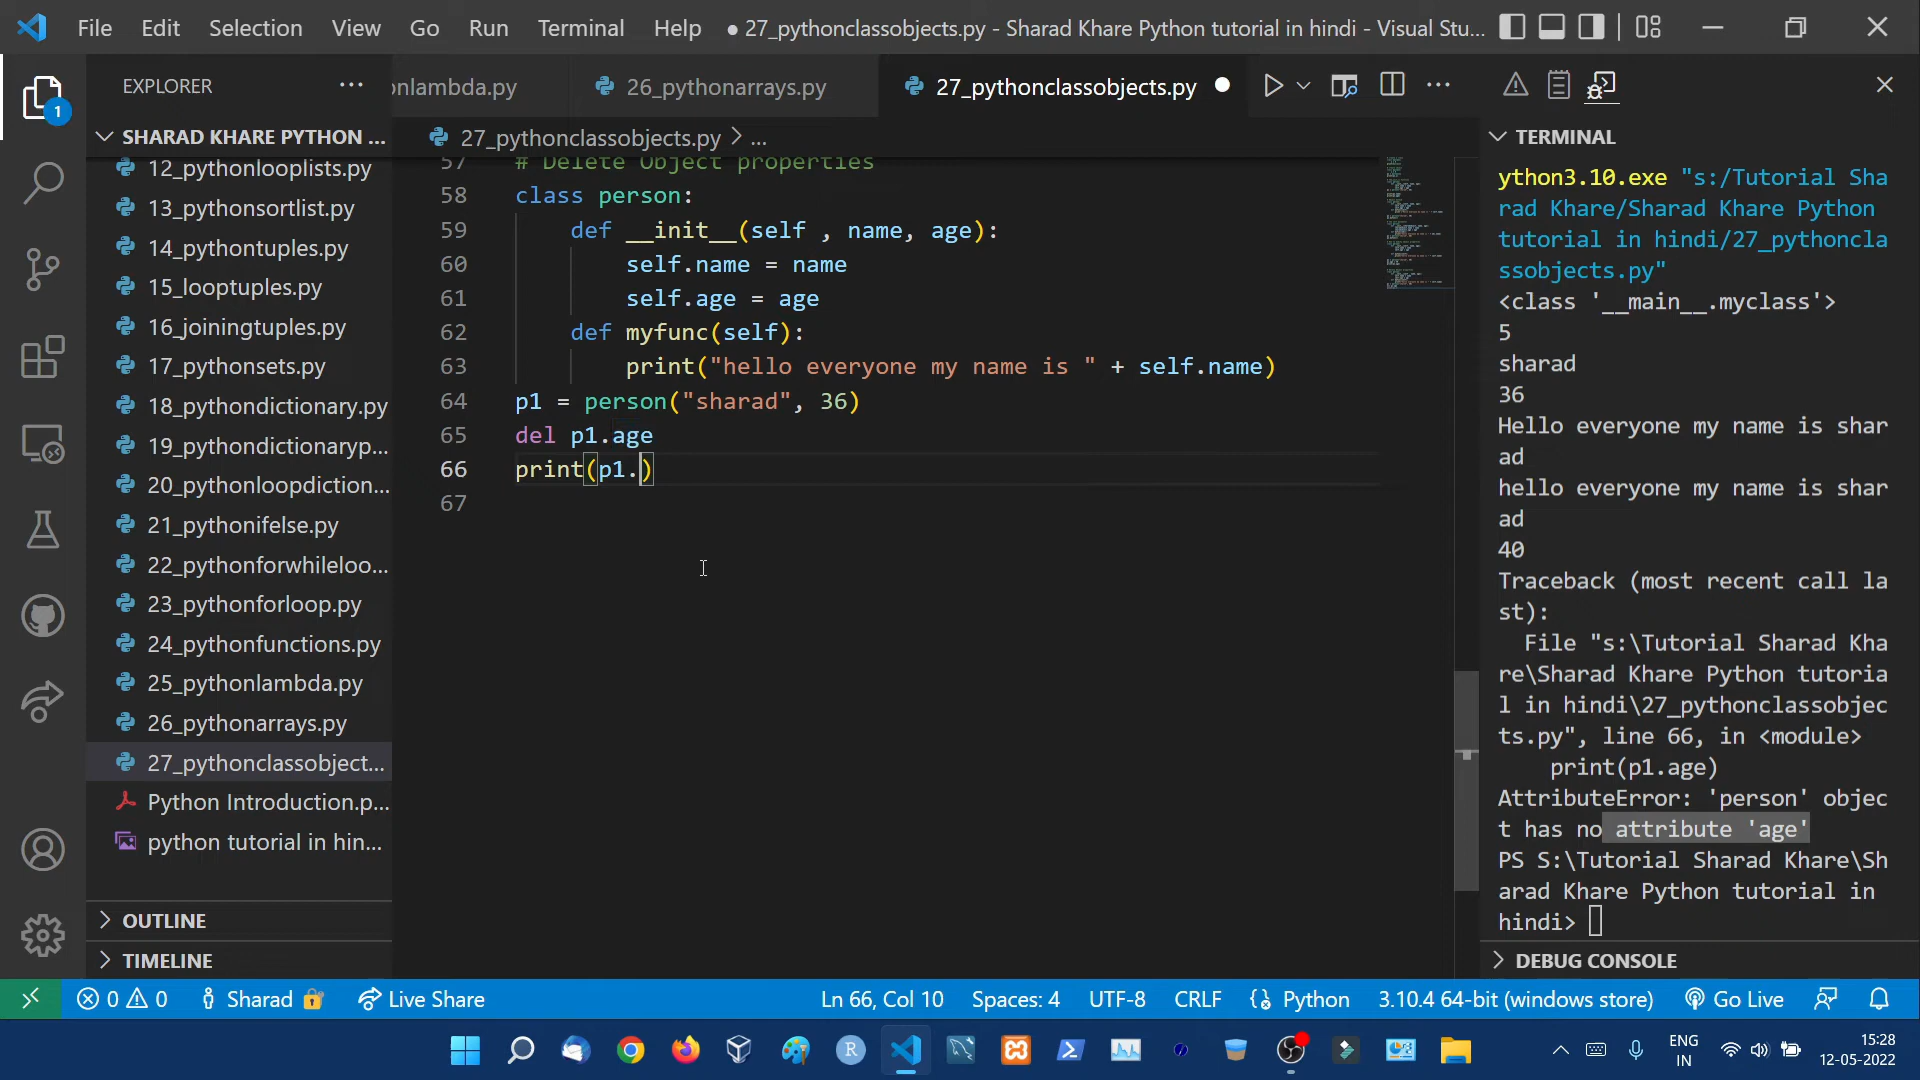 File Edit Selection View Go Run Terminal Help ● 27_pythonclassobjects.py - Sharad Khare Python tutorial in hindi - Visual Stu...
EXPLORER ...
1
SHARAD KHARE PYTHON ...
12_pythonlooplists.py
13_pythonsortlist.py
14_pythontuples.py
15_looptuples.py
16_joiningtuples.py
17_pythonsets.py
18_pythondictionary.py
19_pythondictionaryp...
20_pythonloopdiction...
21_pythonifelse.py
22_pythonforwhileloo...
23_pythonforloop.py
24_pythonfunctions.py
25_pythonlambda.py
26_pythonarrays.py
27_pythonclassobject...
Python Introduction.p...
python tutorial in hin...
OUTLINE
TIMELINE
onlambda.py 26_pythonarrays.py 27_pythonclassobjects.py
27_pythonclassobjects.py > ...
57 # Delete Object properties
58 class person:
59 def __init__(self , name, age):
60 self.name = name
61 self.age = age
62 def myfunc(self):
63 print("hello everyone my name is " + self.name)
64 p1 = person("sharad", 36)
65 del p1.age
66 print(p1.)
67
TERMINAL
ython3.10.exe "s:/Tutorial Sha
rad Khare/Sharad Khare Python
tutorial in hindi/27_pythoncla
ssobjects.py"
<class '__main__.myclass'>
5
sharad
36
Hello everyone my name is shar
ad
hello everyone my name is shar
ad
40
Traceback (most recent call la
st):
File "s:\Tutorial Sharad Kha
re\Sharad Khare Python tutoria
l in hindi\27_pythonclassobjec
ts.py", line 66, in <module>
print(p1.age)
AttributeError: 'person' objec
t has no attribute 'age'
PS S:\Tutorial Sharad Khare\Sh
arad Khare Python tutorial in
hindi>
DEBUG CONSOLE
0 0 Sharad Live Share Ln 66, Col 10 Spaces: 4 UTF-8 CRLF Python 3.10.4 64-bit (windows store) Go Live
R
ENG
IN
15:28
12-05-2022